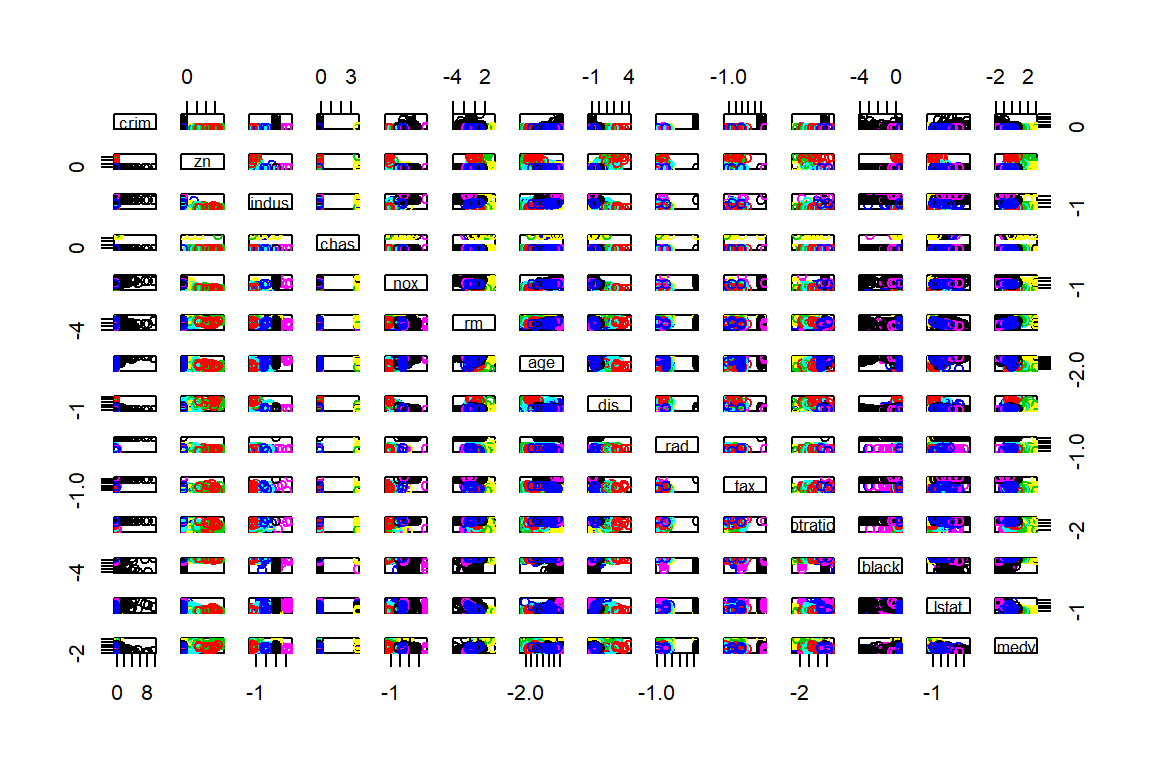 0 0 3 -4 2 -1 4 -1.0 -4 0 -2 2
crim 0
0 zn
indus -1
0 chas
nox -1
-4 rm
age -2.0
-1 dis
rad -1.0
-1.0 tax
ptratio -2
-4 black
lstat -1
-2 medv
0 8 -1 -1 -2.0 -1.0 -2 -1